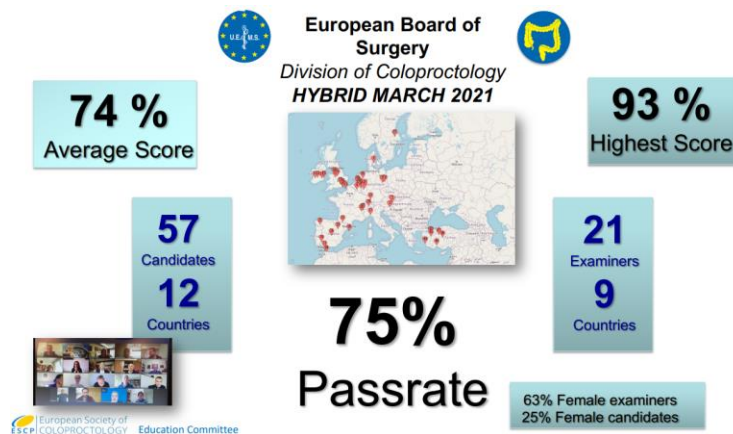 U.E.M.S.
European Board of
Surgery
Division of Coloproctology
HYBRID MARCH 2021
74 %
Average Score
93 %
Highest Score
57
Candidates
12
Countries
21
Examiners
9
Countries
75%
Passrate
63% Female examiners
25% Female candidates
ESCP
European Society of
COLOPROCTOLOGY
Education Committee